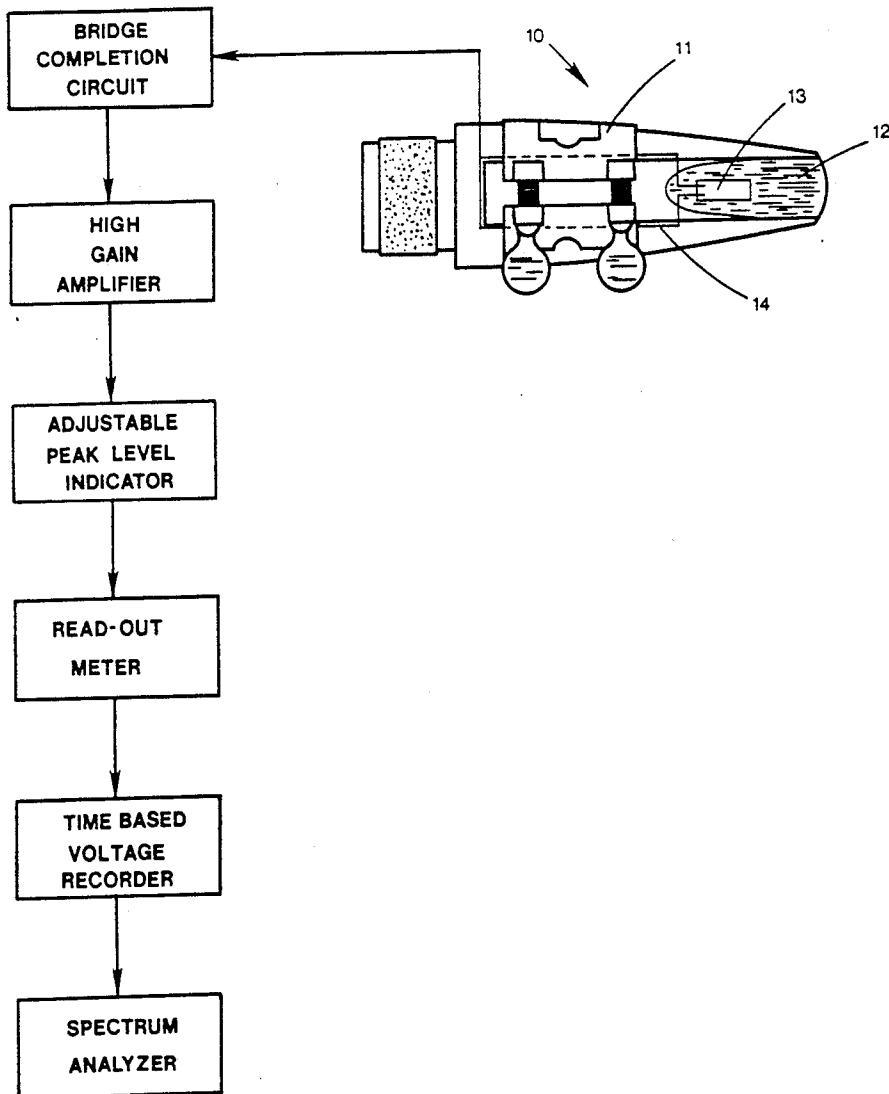 BRIDGE
COMPLETION
CIRCUIT
HIGH
GAIN
AMPLIFIER
ADJUSTABLE
PEAK LEVEL
INDICATOR
READ-OUT
METER
TIME BASED
VOLTAGE
RECORDER
SPECTRUM
ANALYZER
10
11
13
12
14